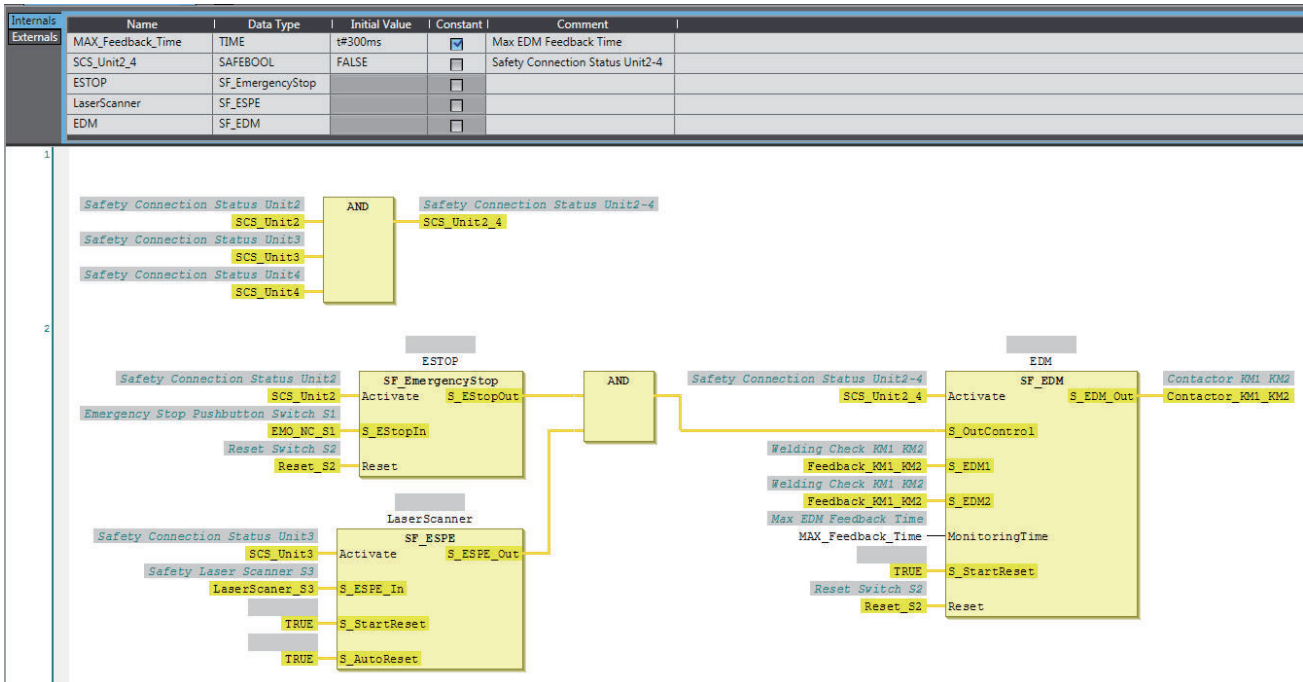 Internals
Externals
Name Data Type Initial Value Constant Comment
MAX_Feedback_Time TIME t#300ms Max EDM Feedback Time
SCS_Unit2_4 SAFEBOOL FALSE Safety Connection Status Unit2-4
ESTOP SF_EmergencyStop
LaserScanner SF_ESPE
EDM SF_EDM
1
Safety Connection Status Unit2
SCS_Unit2
Safety Connection Status Unit3
SCS_Unit3
Safety Connection Status Unit4
SCS_Unit4
AND
Safety Connection Status Unit2-4
SCS_Unit2_4
2
ESTOP
SF_EmergencyStop
Safety Connection Status Unit2
SCS_Unit2 Activate S_EStopOut
Emergency Stop Pushbutton Switch S1
EMO_NC_S1 S_EStopIn
Reset Switch S2
Reset_S2 Reset
LaserScanner
SF_ESPE
Safety Connection Status Unit3
SCS_Unit3 Activate S_ESPE_Out
Safety Laser Scanner S3
LaserScaner_S3 S_ESPE_In
TRUE S_StartReset
TRUE S_AutoReset
AND
EDM
SF_EDM
Safety Connection Status Unit2-4
SCS_Unit2_4 Activate S_EDM_Out
Contactor KM1 KM2
Contactor_KM1_KM2
S_OutControl
Welding Check KM1 KM2
Feedback_KM1_KM2 S_EDM1
Welding Check KM1 KM2
Feedback_KM1_KM2 S_EDM2
Max EDM Feedback Time
MAX_Feedback_Time MonitoringTime
TRUE S_StartReset
Reset Switch S2
Reset_S2 Reset